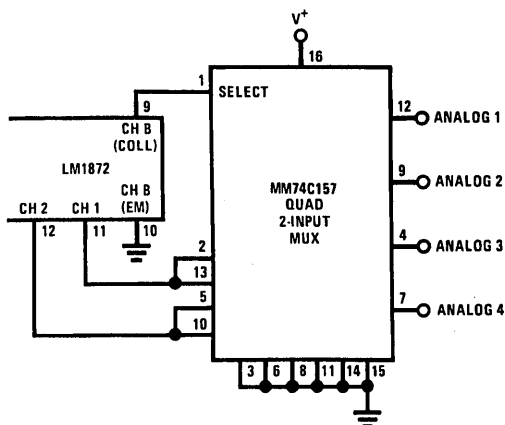 V+
16
1
SELECT
9
CH B
(COLL)
LM1872
CH B
(EM)
CH 2
CH 1
12
11
10
2
13
5
10
MM74C157
QUAD
2-INPUT
MUX
12
ANALOG 1
9
ANALOG 2
4
ANALOG 3
7
ANALOG 4
3
6
8
11
14
15